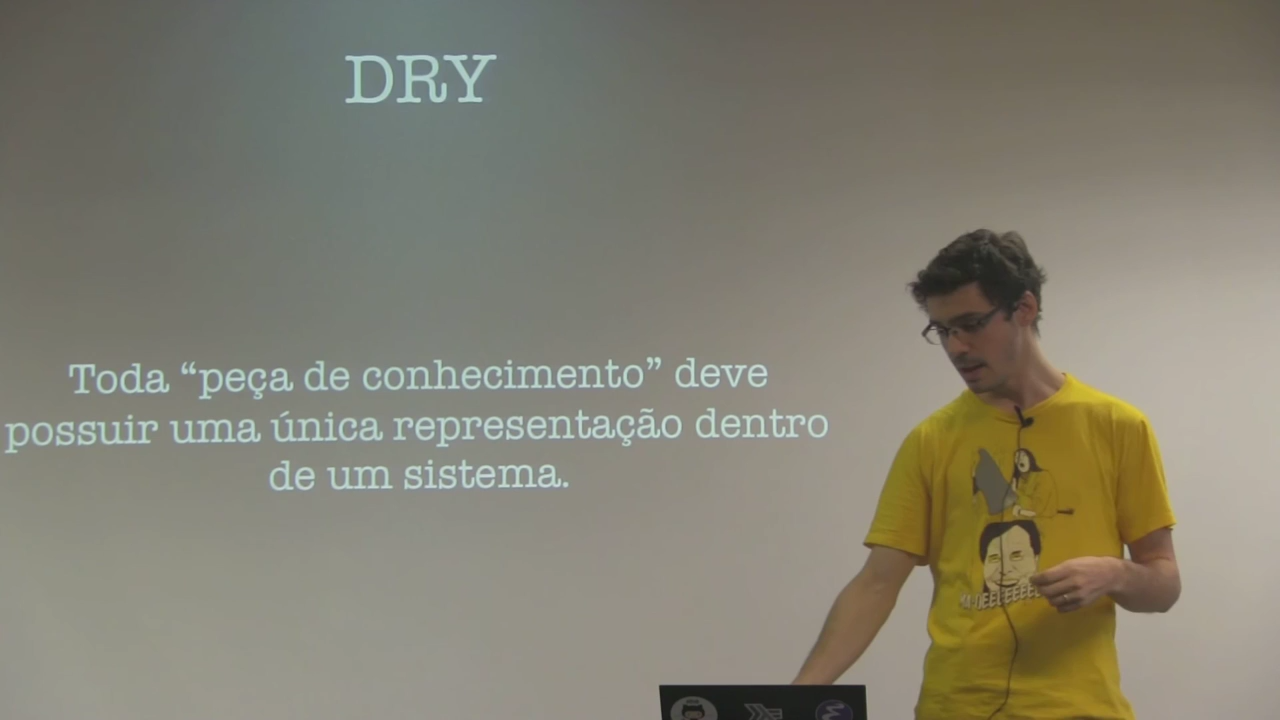 DRY
Toda “peça de conhecimento” deve
possuir uma única representação dentro
de um sistema.